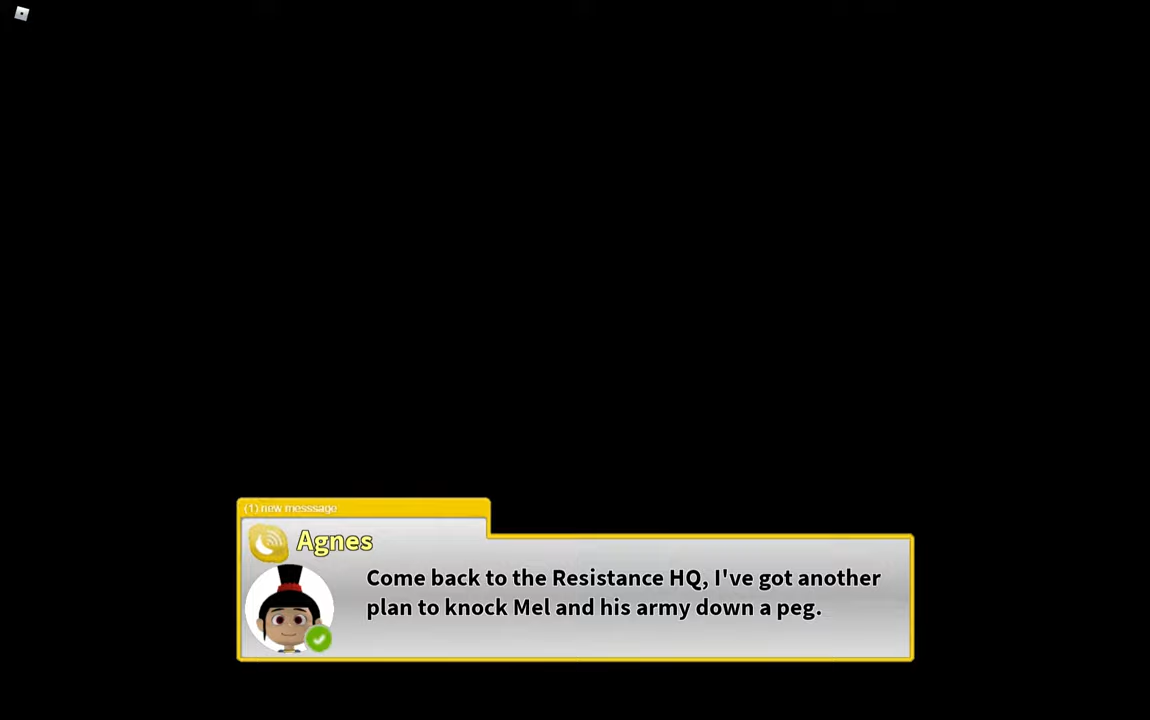 (1) new messsage
Agnes
Come back to the Resistance HQ, I've got another
plan to knock Mel and his army down a peg.